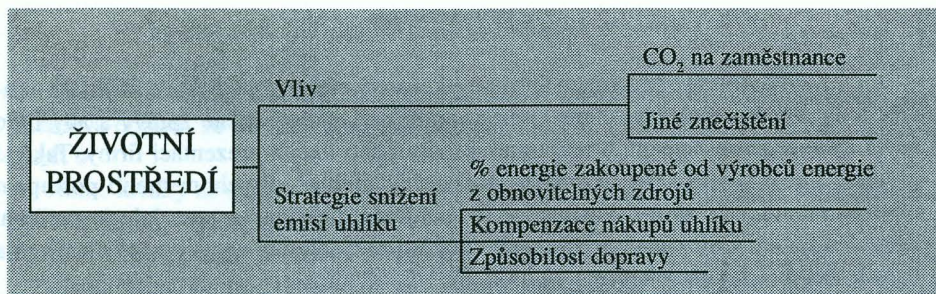 ŽIVOTNÍ
PROSTŘEDÍ
Vliv
CO₂ na zaměstnance
Jiné znečištění
Strategie snížení
emisí uhlíku
% energie zakoupené od výrobců energie
z obnovitelných zdrojů
Kompenzace nákupů uhlíku
Způsobilost dopravy